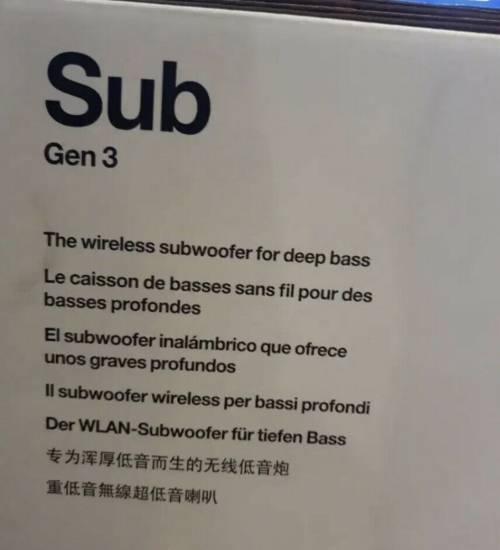 Sub
Gen 3
The wireless subwoofer for deep bass
Le caisson de basses sans fil pour des
basses profondes
El subwoofer inalámbrico que ofrece
unos graves profundos
Il subwoofer wireless per bassi profondi
Der WLAN-Subwoofer für tiefen Bass
专为浑厚低音而生的无线低音炮
重低音無線超低音喇叭